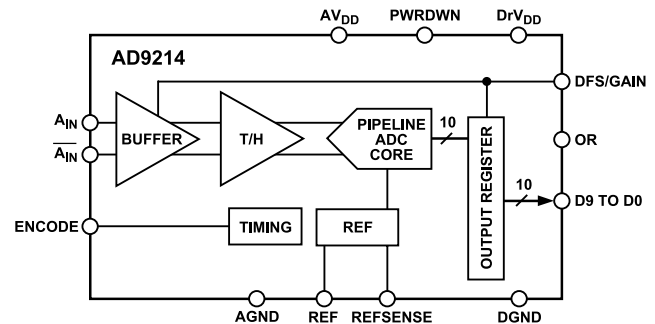 AVDD
PWRDWN
DrVDD
AD9214
DFS/GAIN
AIN
AIN
BUFFER
T/H
PIPELINE
ADC
CORE
10
OUTPUT REGISTER
OR
10
D9 TO D0
ENCODE
TIMING
REF
AGND
REF
REFSENSE
DGND